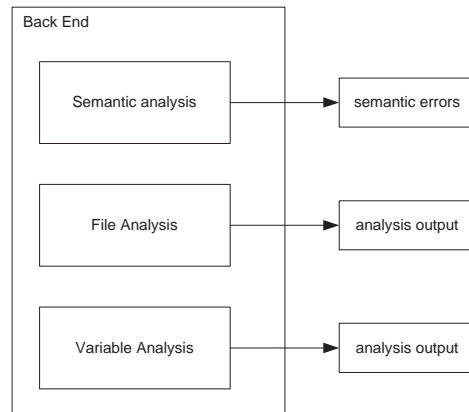 Back End
Semantic analysis
semantic errors
File Analysis
analysis output
Variable Analysis
analysis output